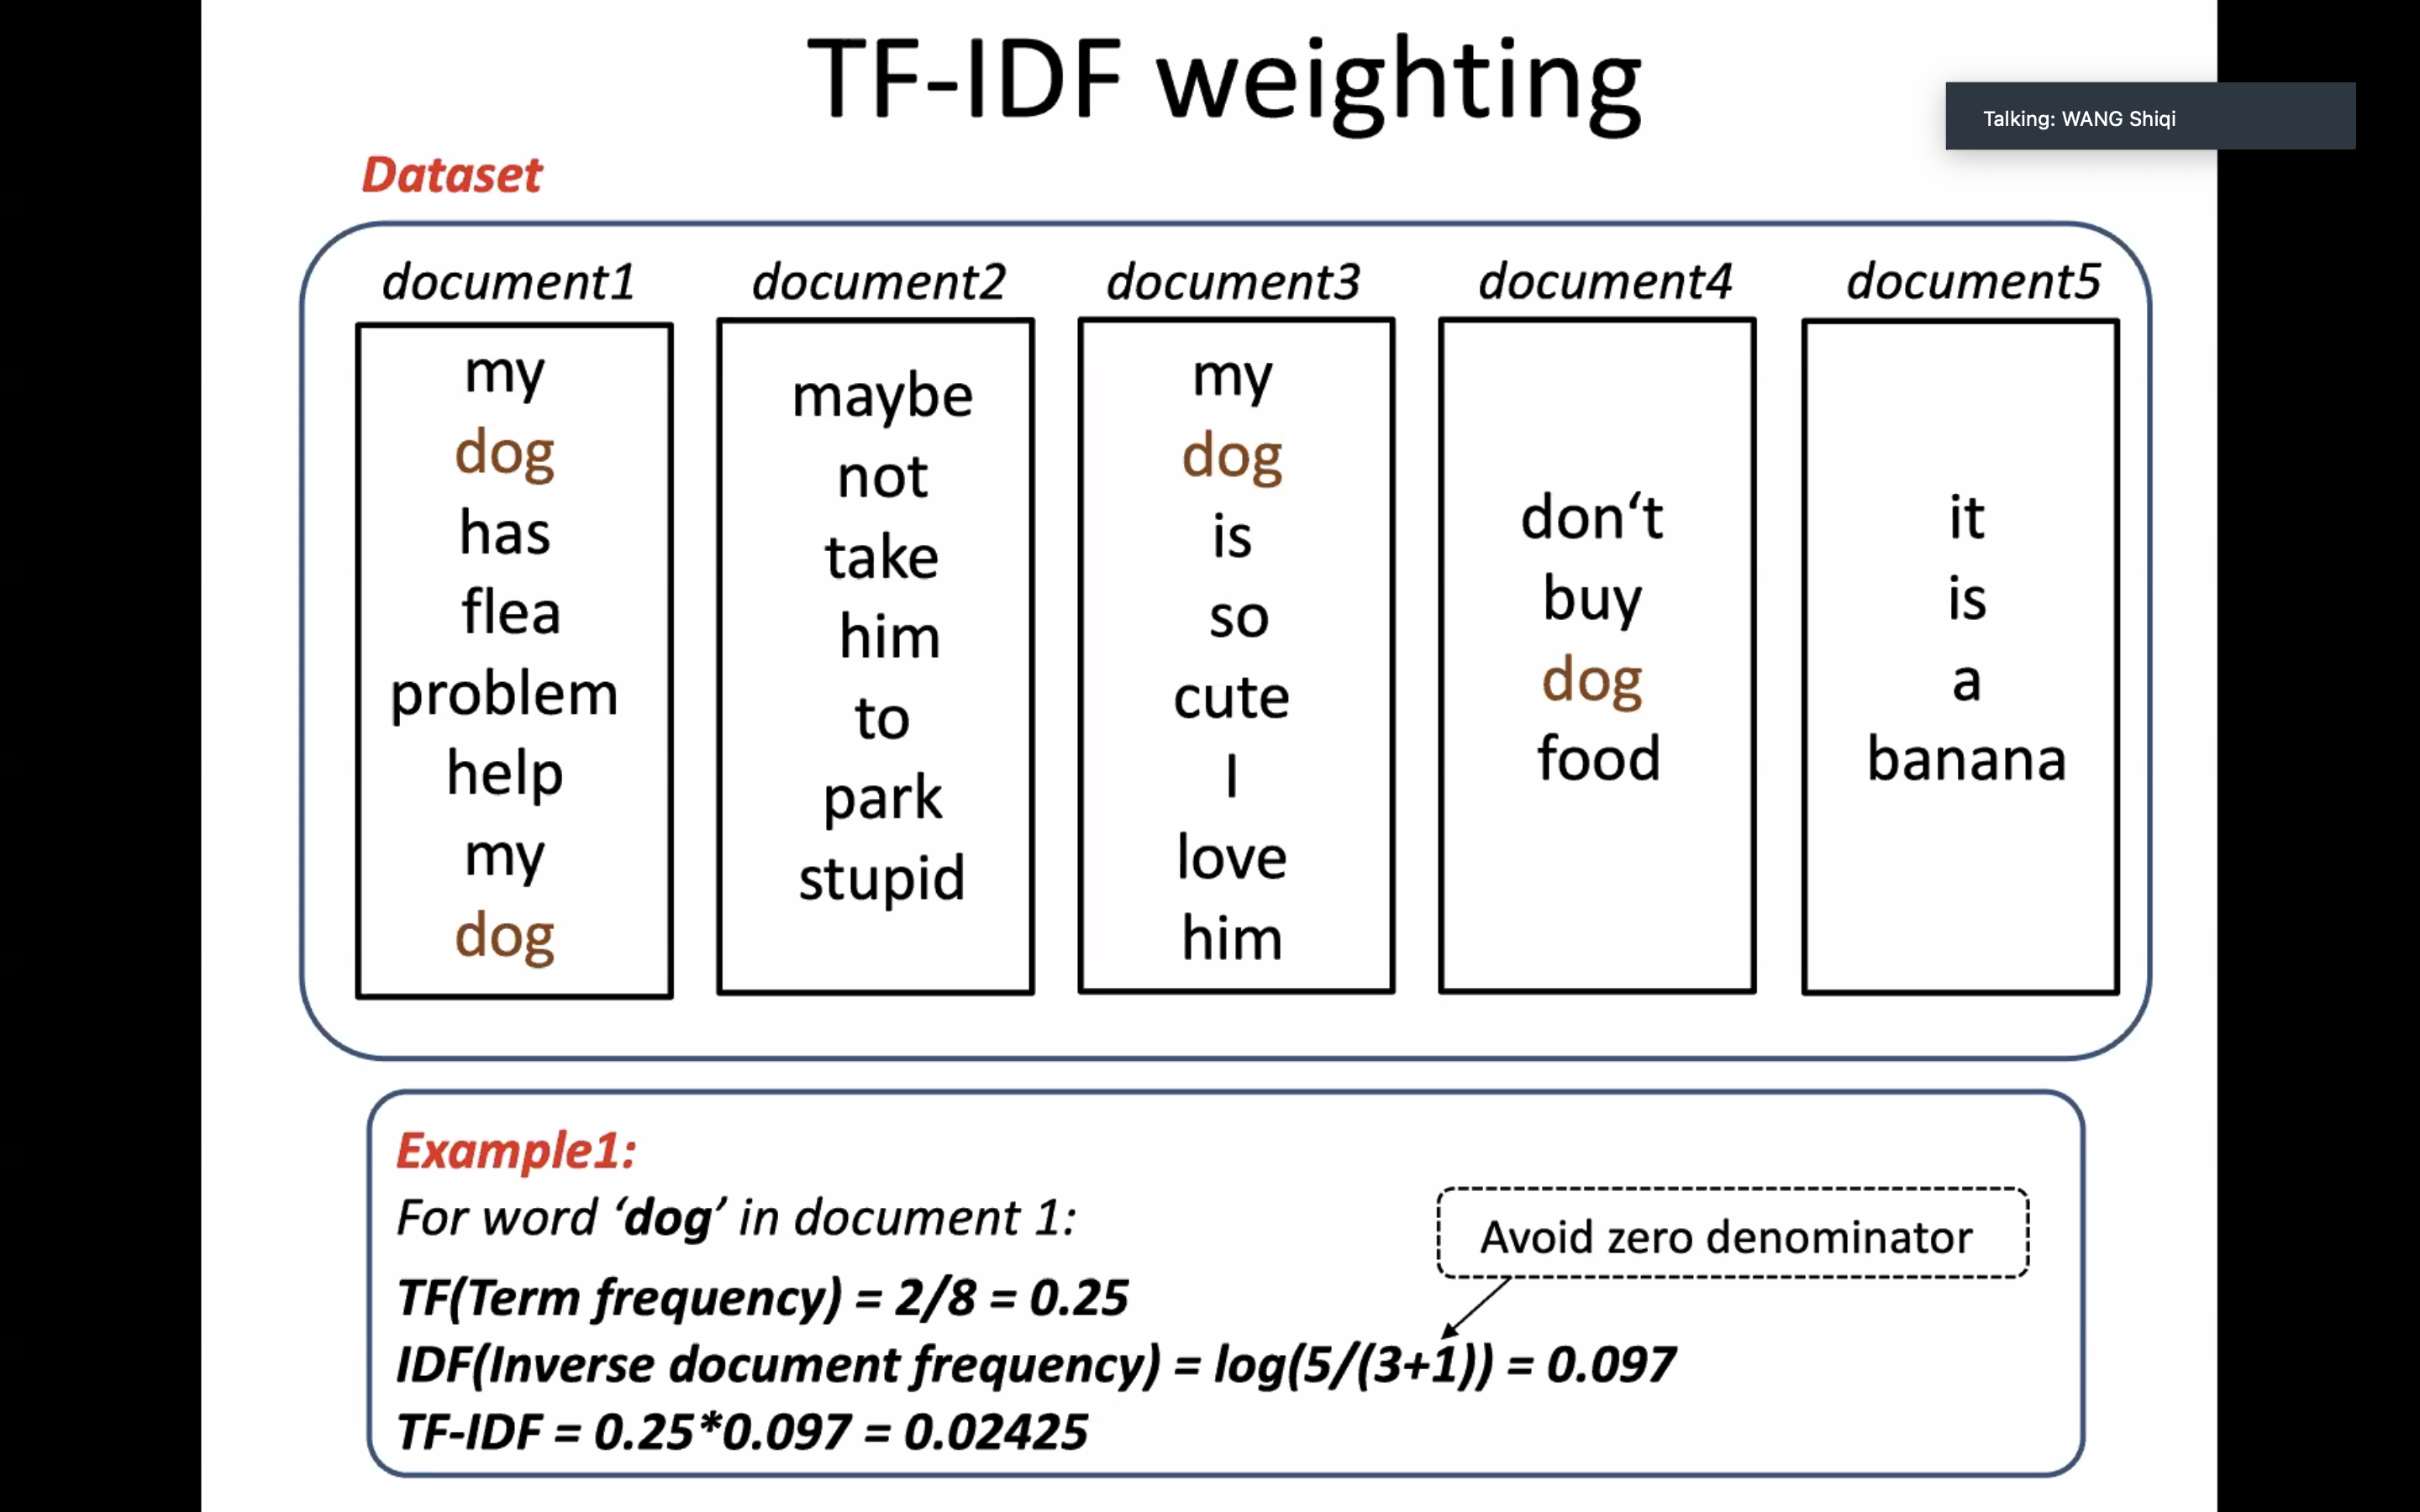 TF-IDF weighting
Talking: WANG Shiqi
Dataset
document1
my
dog
has
flea
problem
help
my
dog
document2
maybe
not
take
him
to
park
stupid
document3
my
dog
is
so
cute
I
love
him
document4
don‘t
buy
dog
food
document5
it
is
a
banana
Example1:
For word ‘dog’ in document 1:
Avoid zero denominator
TF(Term frequency) = 2/8 = 0.25
IDF(Inverse document frequency) = log(5/(3+1)) = 0.097
TF-IDF = 0.25*0.097 = 0.02425